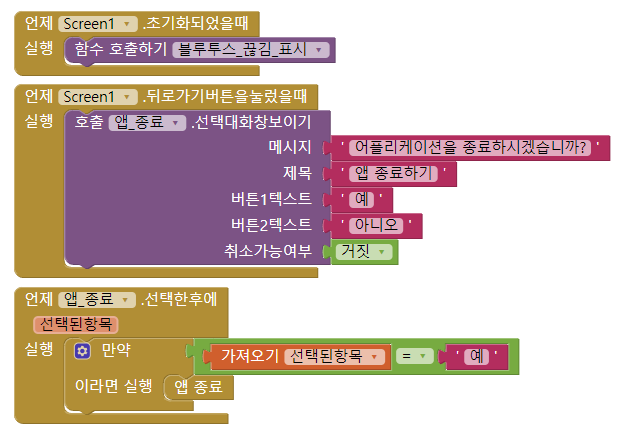 언제 Screen1 .초기화되었을때
실행 함수 호출하기 블루투스_끊김_표시
언제 Screen1 .뒤로가기버튼을눌렀을때
실행 호출 앱_종료 .선택대화창보이기
메시지 ' 어플리케이션을 종료하시겠습니까? '
제목 ' 앱 종료하기 '
버튼1텍스트 ' 예 '
버튼2텍스트 ' 아니오 '
취소가능여부 거짓
언제 앱_종료 .선택한후에
선택된항목
실행 만약 가져오기 선택된항목 = ' 예 '
이라면 실행 앱 종료